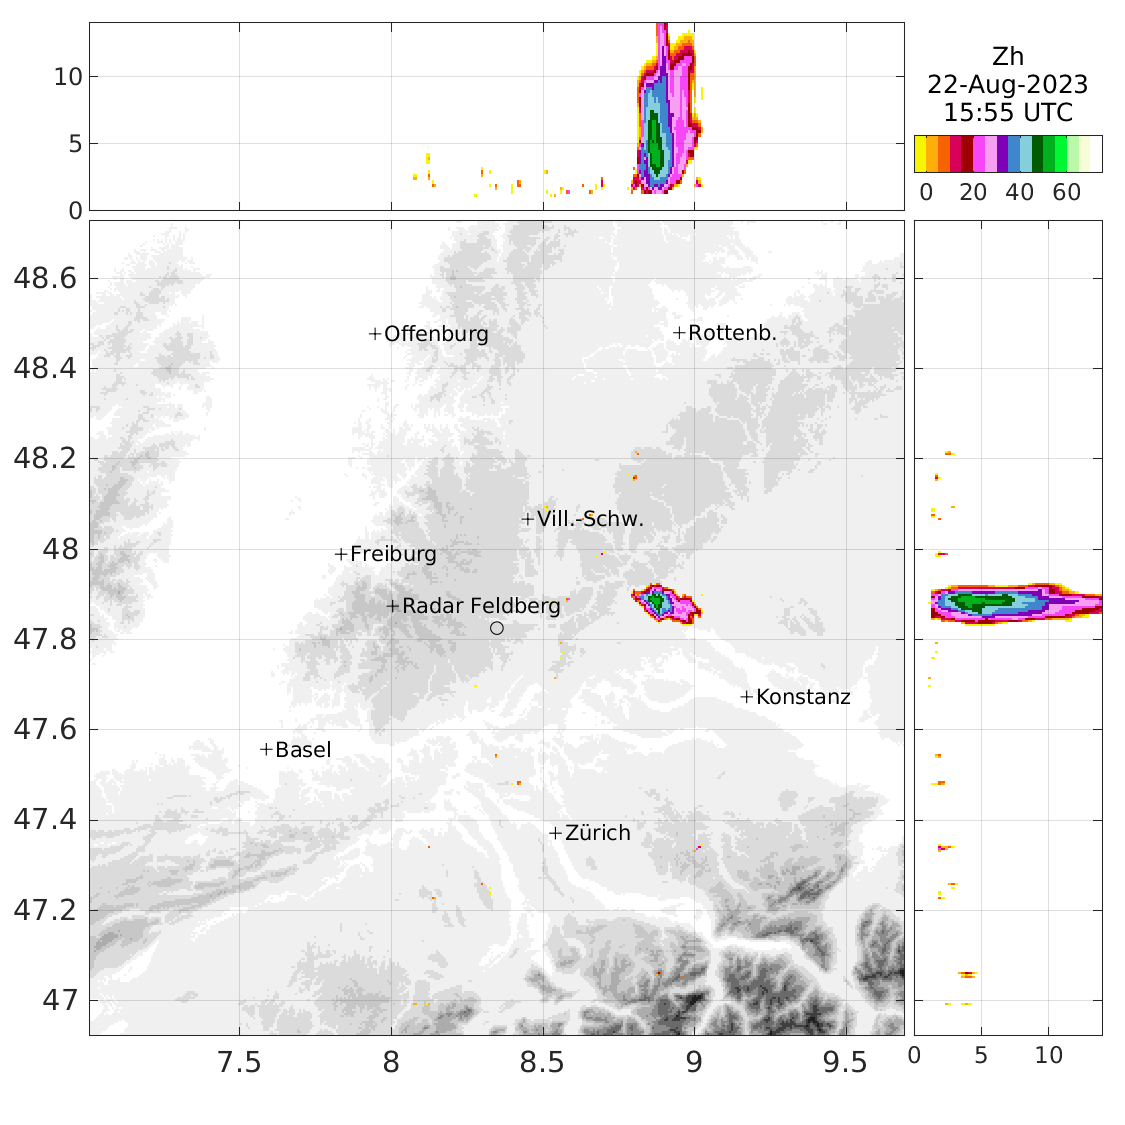 10
5
0
Zh
22-Aug-2023
15:55 UTC
0 20 40 60
48.6
48.4
48.2
48
47.8
47.6
47.4
47.2
47
Offenburg
Rottenb.
Vill.-Schw.
Freiburg
Radar Feldberg
Konstanz
Basel
Zürich
7.5 8 8.5 9 9.5
0 5 10